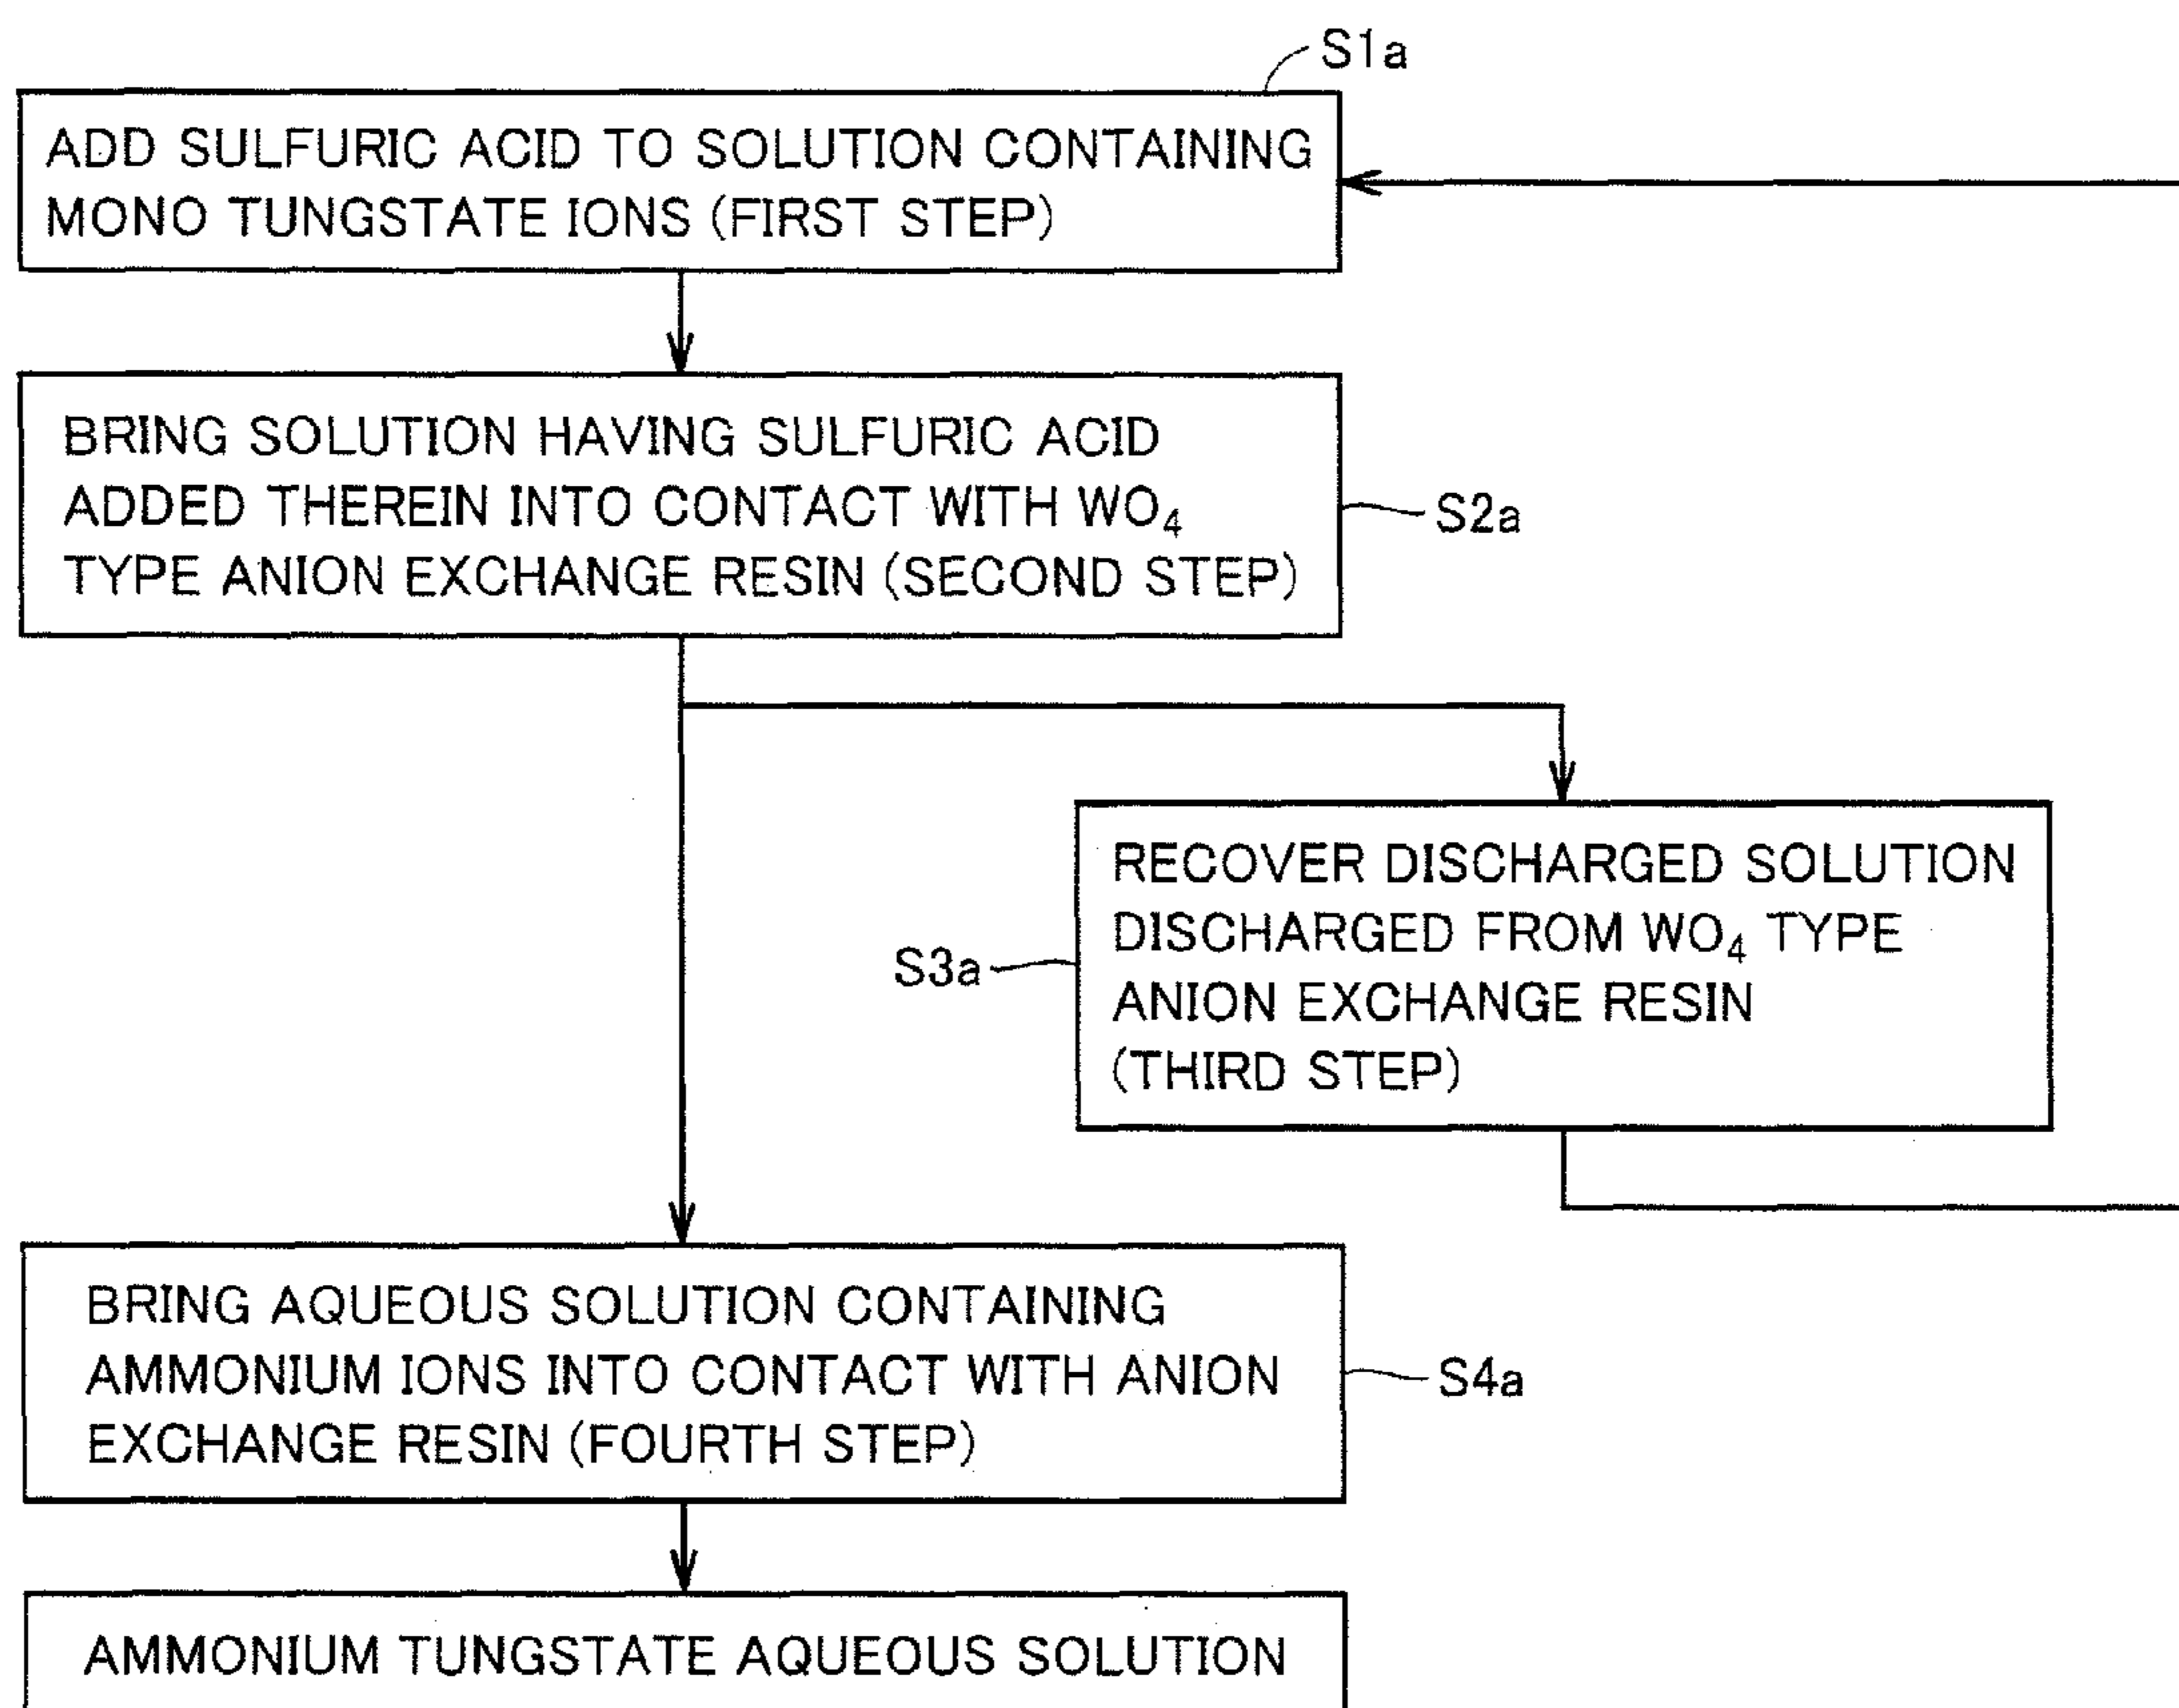 S1a
ADD SULFURIC ACID TO SOLUTION CONTAINING
MONO TUNGSTATE IONS (FIRST STEP)
BRING SOLUTION HAVING SULFURIC ACID
ADDED THEREIN INTO CONTACT WITH WO₄
TYPE ANION EXCHANGE RESIN (SECOND STEP)
S2a
RECOVER DISCHARGED SOLUTION
DISCHARGED FROM WO₄ TYPE
ANION EXCHANGE RESIN
(THIRD STEP)
S3a
BRING AQUEOUS SOLUTION CONTAINING
AMMONIUM IONS INTO CONTACT WITH ANION
EXCHANGE RESIN (FOURTH STEP)
S4a
AMMONIUM TUNGSTATE AQUEOUS SOLUTION